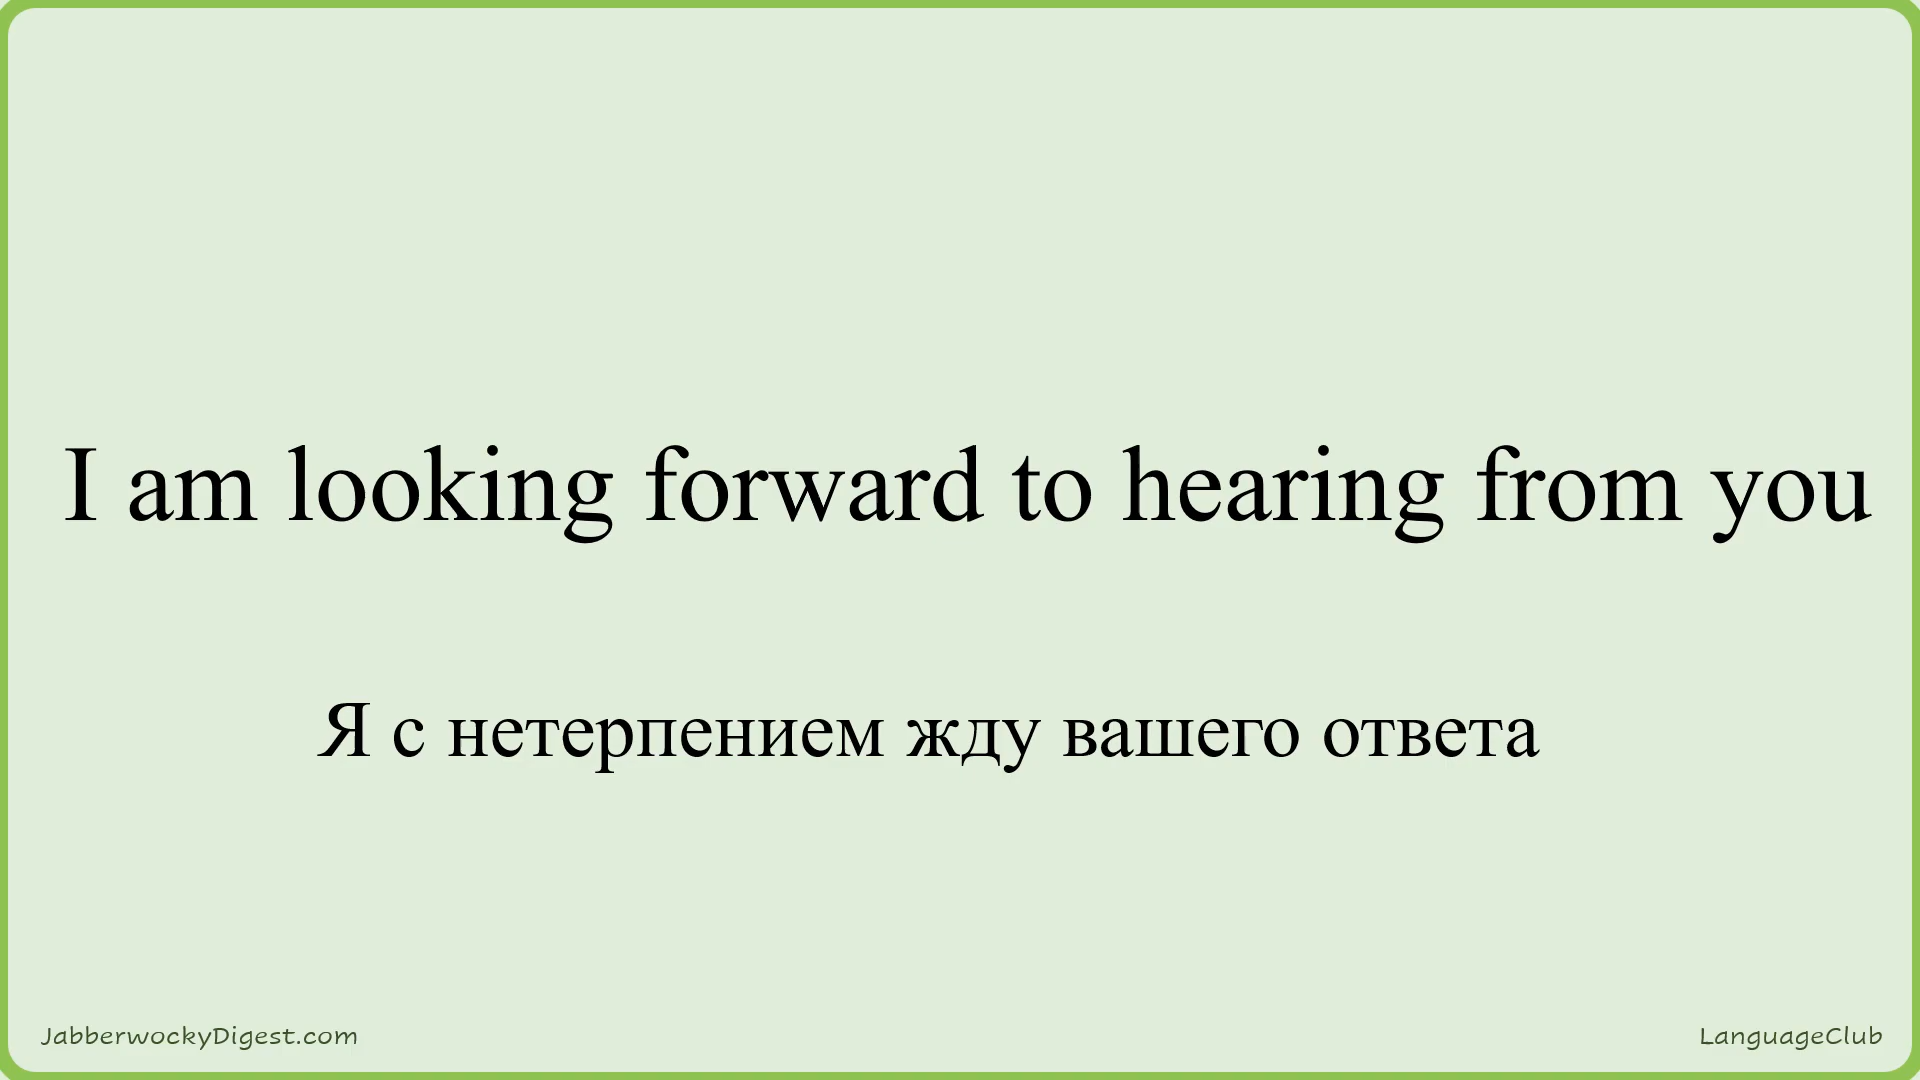 I am looking forward to hearing from you
Я с нетерпением жду вашего ответа
JabberwockyDigest.com
LanguageClub